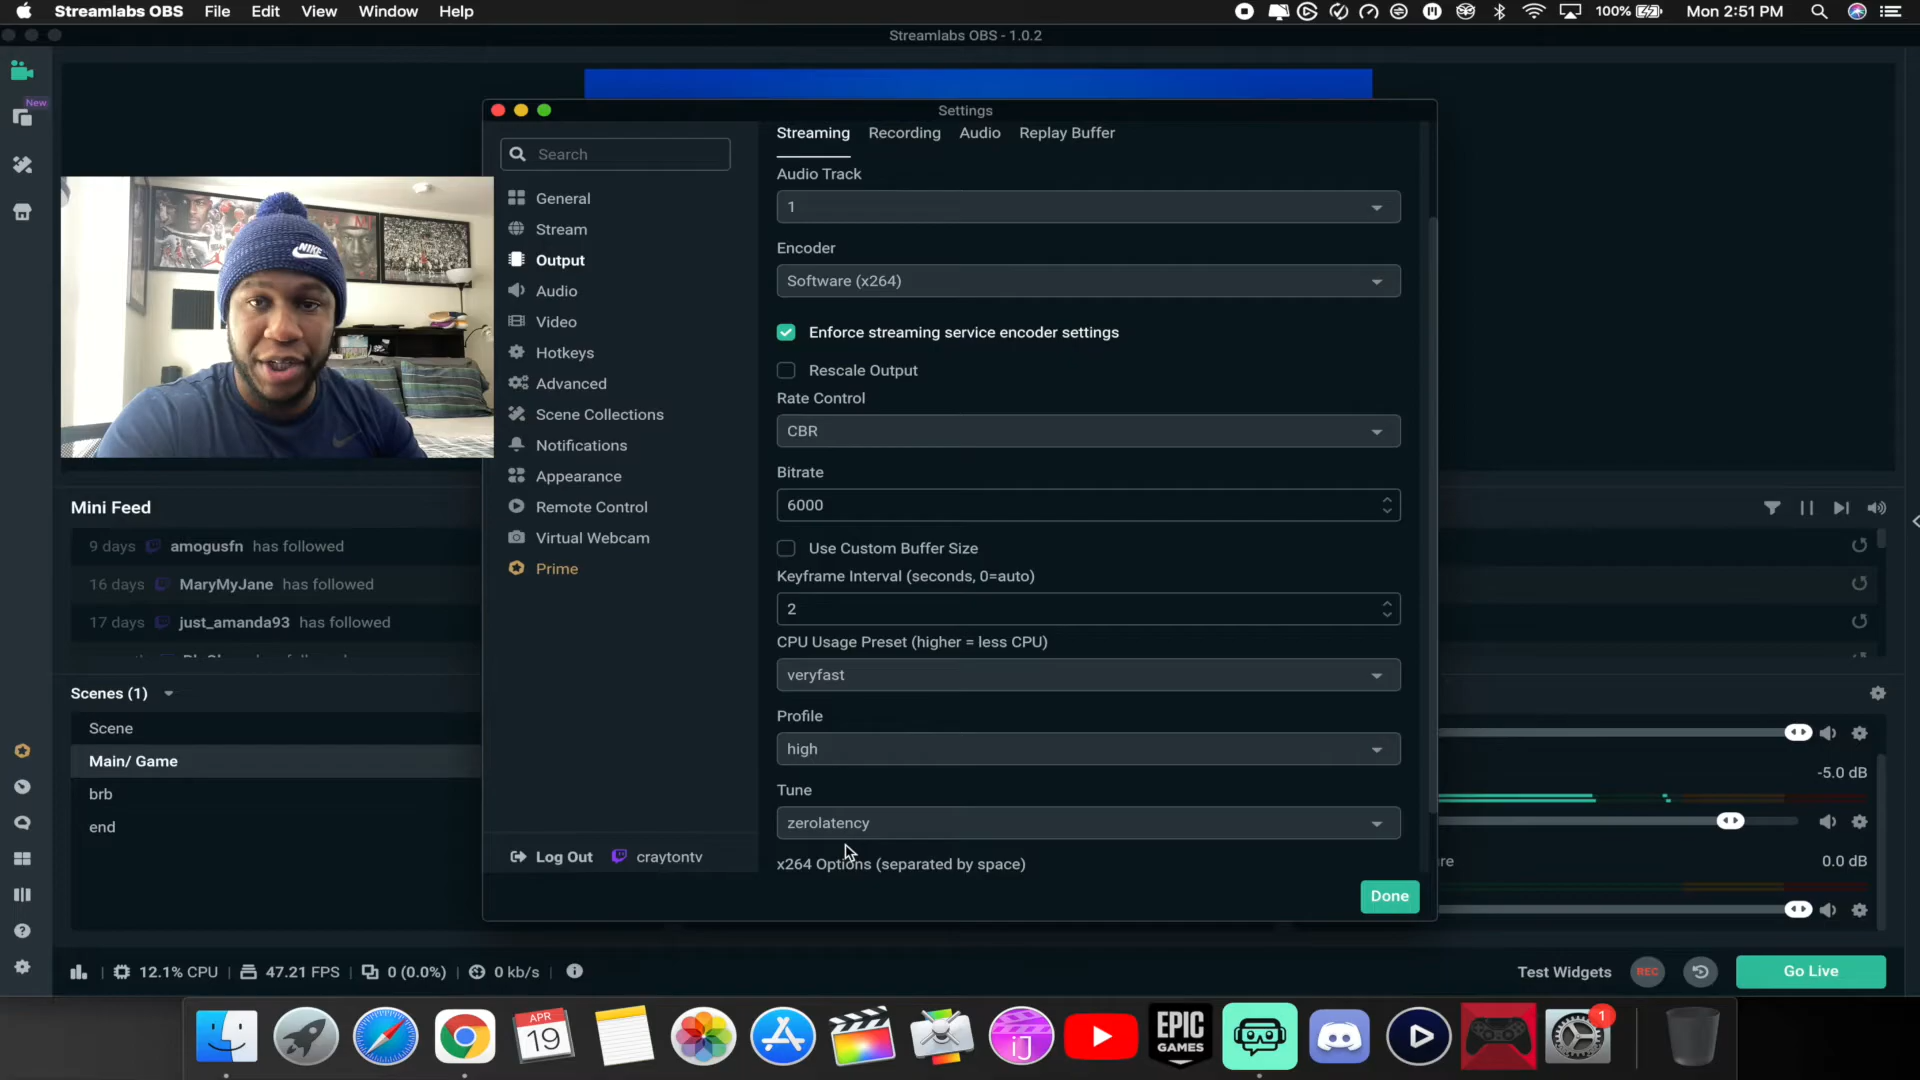 Streamlabs OBS File Edit View Window Help
100% Mon 2:51 PM
Streamlabs OBS - 1.0.2
New
Settings
Search
General
Stream
Output
Audio
Video
Hotkeys
Advanced
Scene Collections
Notifications
Appearance
Remote Control
Virtual Webcam
Prime
Log Out craytontv
Streaming Recording Audio Replay Buffer
Audio Track
1
Encoder
Software (x264)
Enforce streaming service encoder settings
Rescale Output
Rate Control
CBR
Bitrate
6000
Use Custom Buffer Size
Keyframe Interval (seconds, 0=auto)
2
CPU Usage Preset (higher = less CPU)
veryfast
Profile
high
Tune
zerolatency
x264 Options (separated by space)
Done
NIKE
Mini Feed
9 days amogusfn has followed
16 days MaryMyJane has followed
17 days just_amanda93 has followed
Scenes (1)
Scene
Main/ Game
brb
end
-5.0 dB
re 0.0 dB
12.1% CPU 47.21 FPS 0 (0.0%) 0 kb/s
Test Widgets REC Go Live
APR
19
EPIC
GAMES
1